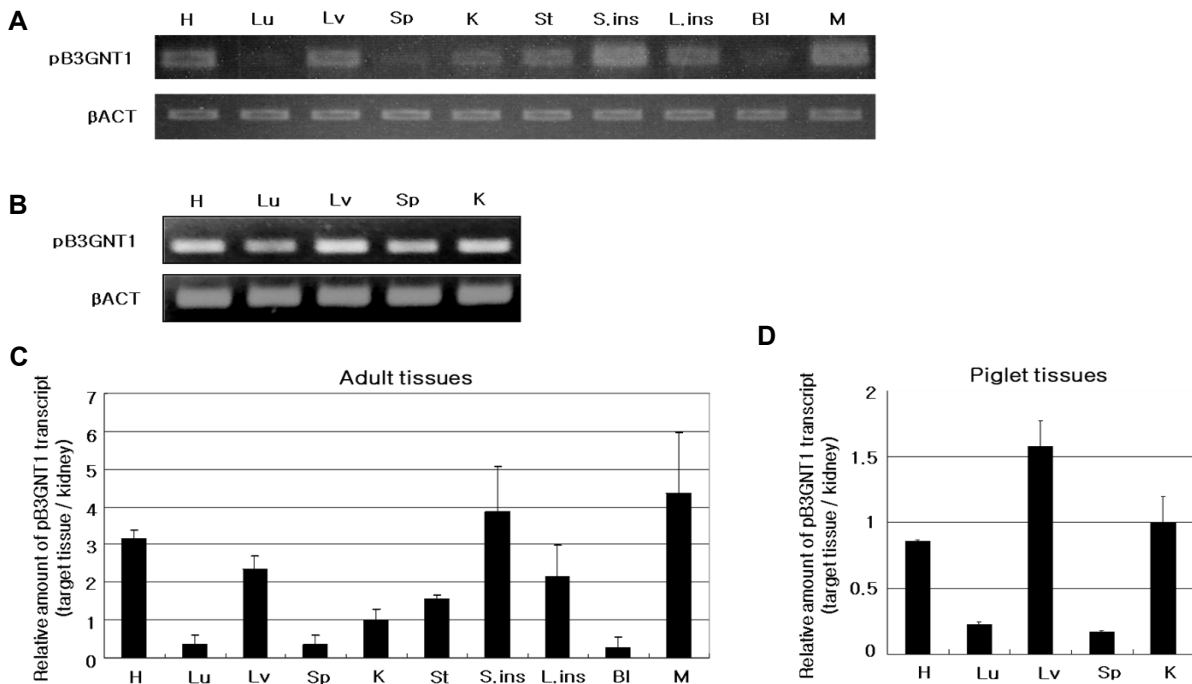 A
H Lu Lv Sp K St S.ins L.ins Bl M
pB3GNT1
βACT
B
H Lu Lv Sp K
pB3GNT1
βACT
C
Adult tissues
Relative amount of pB3GNT1 transcript
(target tissue / kidney)
7
6
5
4
3
2
1
0
H Lu Lv Sp K St S.ins L.ins Bl M
D
Piglet tissues
Relative amount of pB3GNT1 transcript
(target tissue / kidney)
2
1.5
1
0.5
0
H Lu Lv Sp K